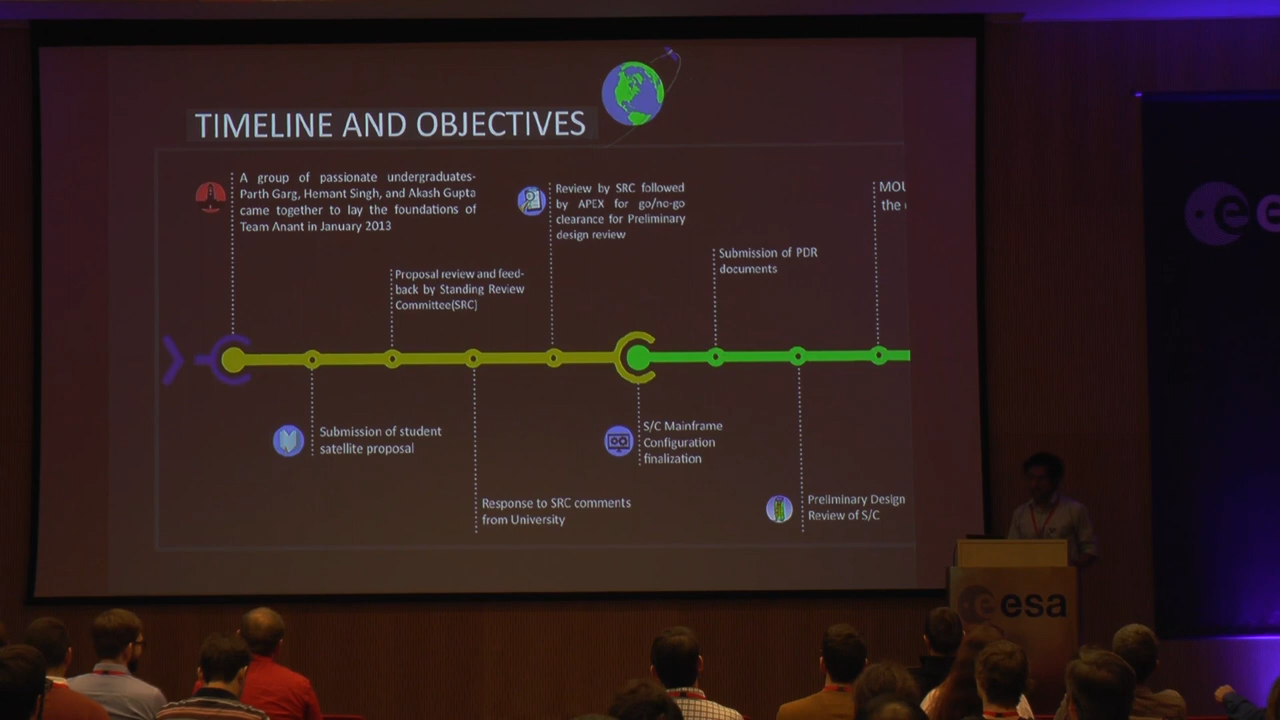 TIMELINE AND OBJECTIVES
A group of passionate undergraduates-
Parth Garg, Hemant Singh, and Akash Gupta
came together to lay the foundations of
Team Anant in January 2013
Review by SRC followed
by APEX for go/no-go
clearance for Preliminary
design review
MOU
the
Submission of PDR
documents
Proposal review and feed-
back by Standing Review
Committee(SRC)
Submission of student
satellite proposal
S/C Mainframe
Configuration
finalization
Response to SRC comments
from University
Preliminary Design
Review of S/C
esa